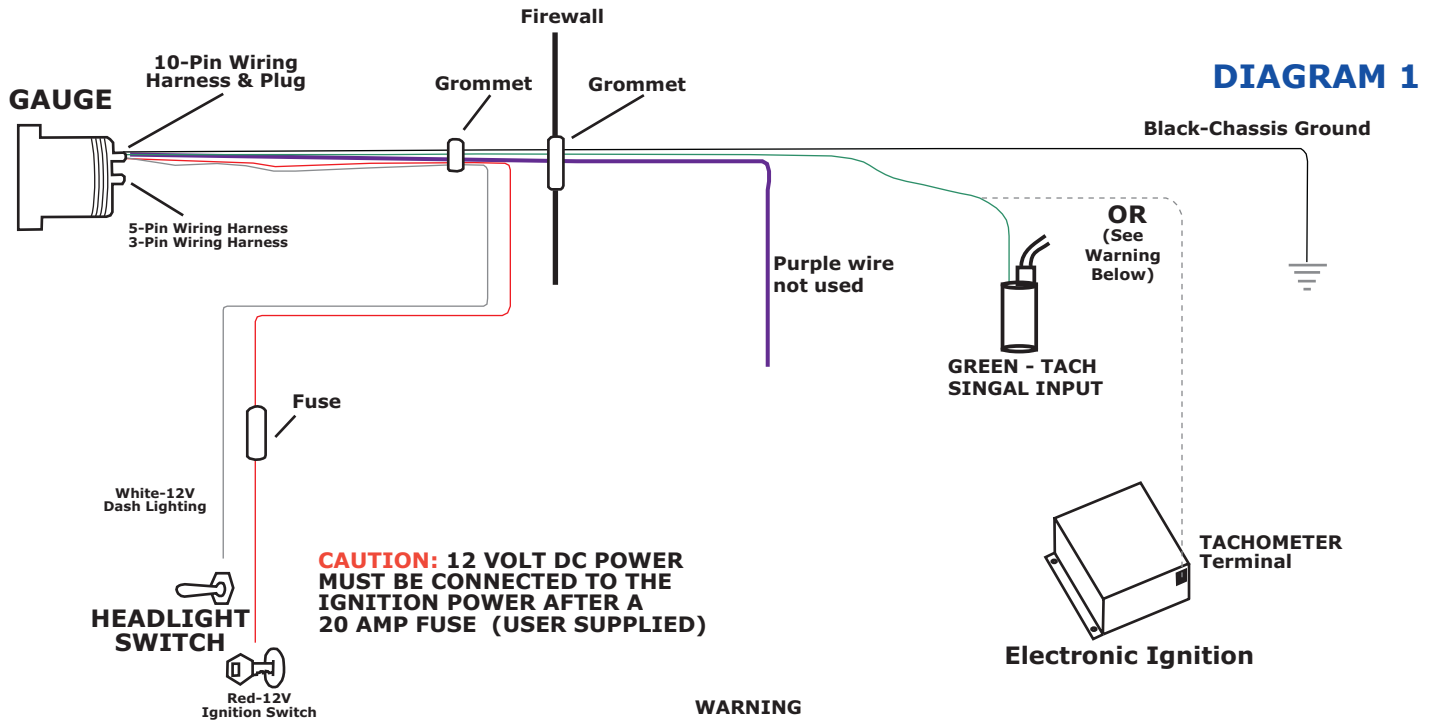 Firewall
10-Pin Wiring
Harness & Plug
Grommet
Grommet
DIAGRAM 1
GAUGE
Black-Chassis Ground
5-Pin Wiring Harness
3-Pin Wiring Harness
OR
(See
Warning
Below)
Purple wire
not used
GREEN - TACH
SINGAL INPUT
Fuse
White-12V
Dash Lighting
CAUTION: 12 VOLT DC POWER
MUST BE CONNECTED TO THE
IGNITION POWER AFTER A
20 AMP FUSE (USER SUPPLIED)
TACHOMETER
Terminal
HEADLIGHT
SWITCH
Electronic Ignition
Red-12V
Ignition Switch
WARNING